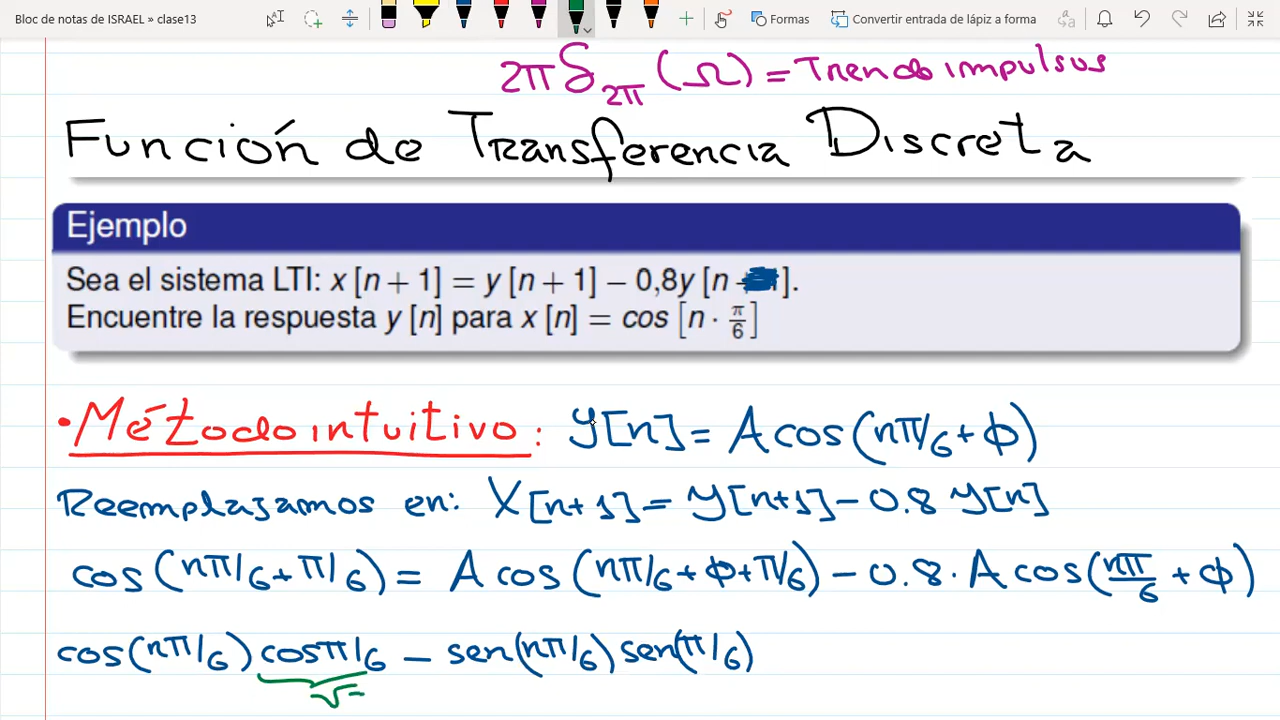 Bloc de notas de ISRAEL » clase13
Formas
Convertir entrada de lápiz a forma
2πδ₂π(Ω) = Tren de impulsos
Función de Transferencia Discreta
Ejemplo
Sea el sistema LTI: x [n + 1] = y [n + 1] − 0,8y [n ].
Encuentre la respuesta y [n] para x [n] = cos [n · π/6]
• Método intuitivo: y[n] = A cos(nπ/6 + ϕ)
Reemplazamos en: X[n+1] = y[n+1] − 0.8 y[n]
cos(nπ/6 + π/6) = A cos(nπ/6 + ϕ + π/6) − 0.8 · A cos(nπ/6 + ϕ)
cos(nπ/6) cosπ/6 − sen(nπ/6) sen(π/6)